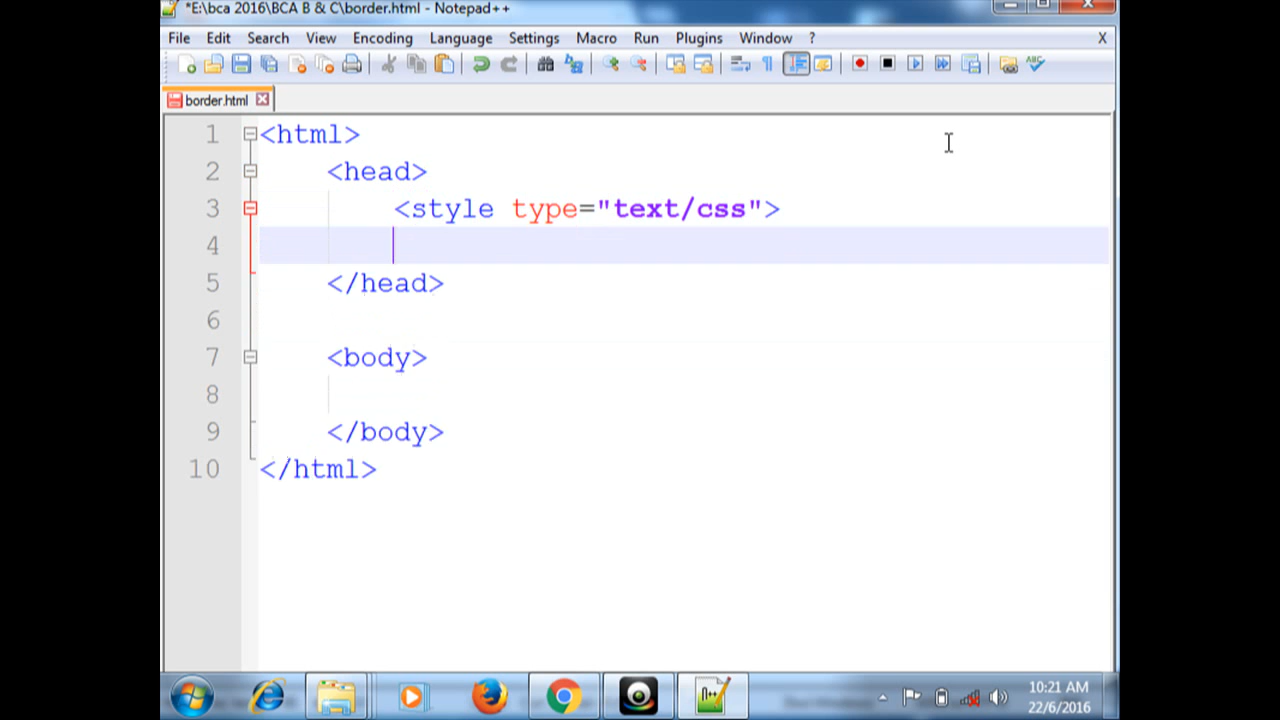 *E:\bca 2016\BCA B & C\border.html - Notepad++
File Edit Search View Encoding Language Settings Macro Run Plugins Window ? X
border.html
1 <html>
2 <head>
3 <style type="text/css">
4
5 </head>
6
7 <body>
8
9 </body>
10 </html>
10:21 AM
22/6/2016